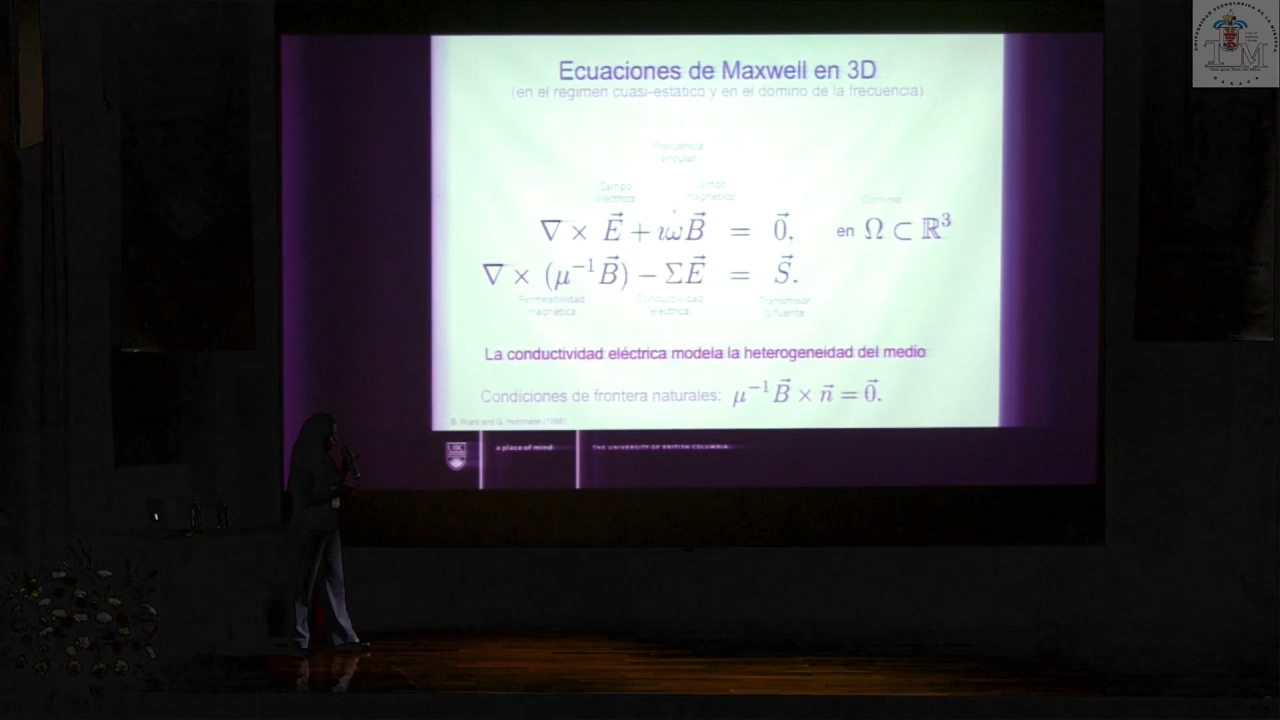 Ecuaciones de Maxwell en 3D
(en el regimen cuasi-estatico y en el domino de la frecuencia)
Frecuencia
angular
Campo
eléctrico
Campo
magnético
Dominio
∇ × E⃗ + ıωB⃗ = 0⃗, en Ω ⊂ ℝ³
∇ × (μ⁻¹B⃗) − ΣE⃗ = S⃗.
Permeabilidad
magnética
Conductividad
eléctrica
Transmisor
o fuente
La conductividad eléctrica modela la heterogeneidad del medio
Condiciones de frontera naturales: μ⁻¹B⃗ × n⃗ = 0⃗.
UBC
a place of mind
THE UNIVERSITY OF BRITISH COLUMBIA